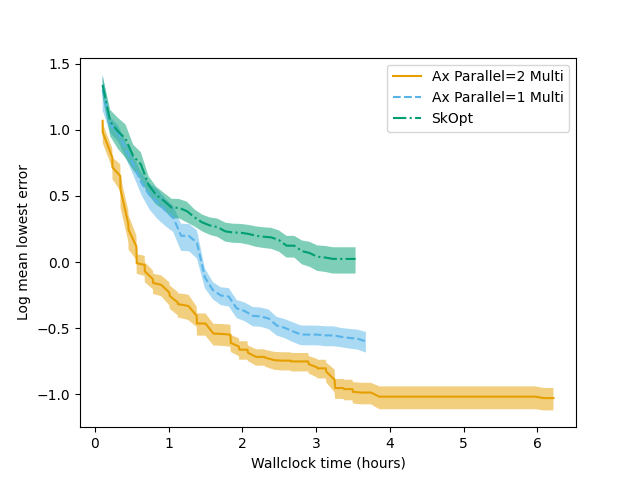 Ax Parallel=2 Multi
Ax Parallel=1 Multi
SkOpt
Log mean lowest error
1.5
1.0
0.5
0.0
−0.5
−1.0
0 1 2 3 4 5 6
Wallclock time (hours)